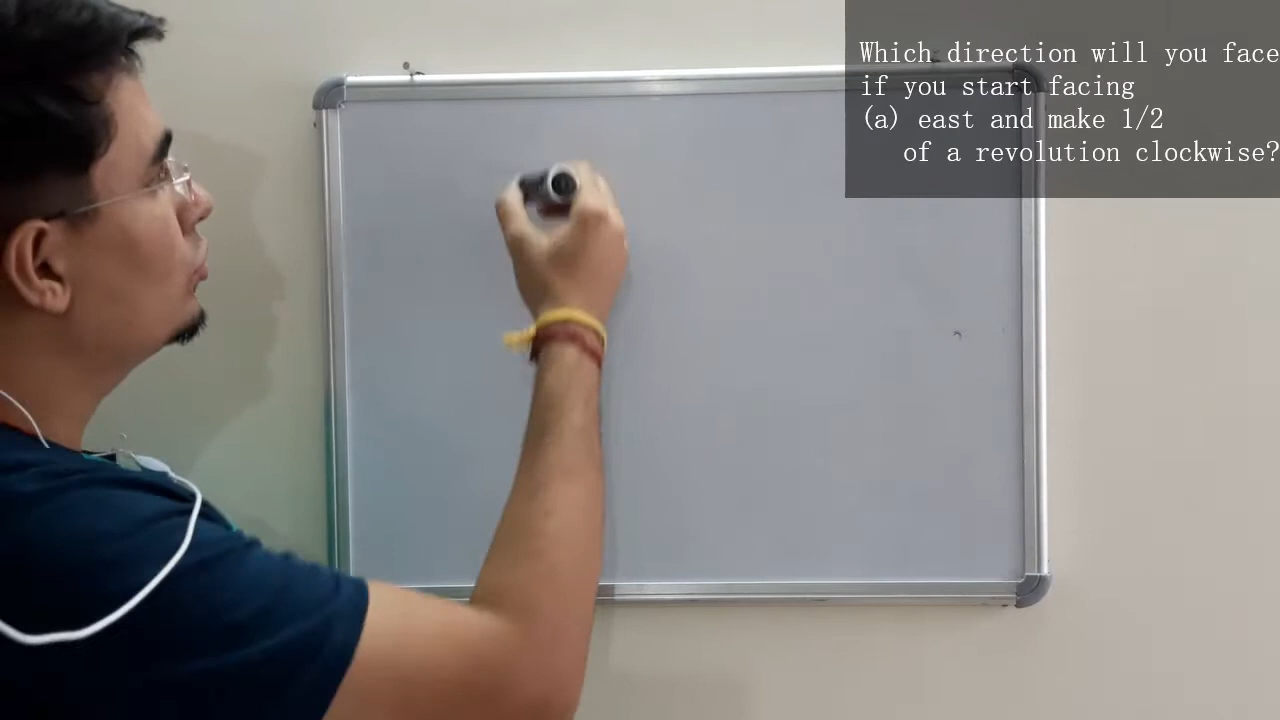 Which direction will you face
if you start facing
(a) east and make 1/2
of a revolution clockwise?